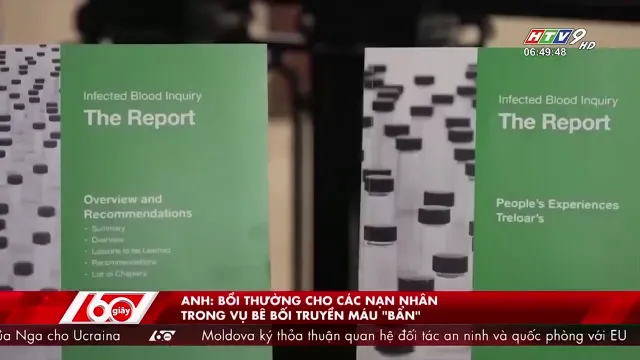 HTV9 HD
06:49:48
Infected Blood Inquiry
The Report
Overview and
Recommendations
- Summary
- Overview
- Lessons to be Learned
- Recommendations
- List of Chapters
Infected Blood Inquiry
The Report
People's Experiences
Treloar's
60 giây
ANH: BỒI THƯỜNG CHO CÁC NẠN NHÂN
TRONG VỤ BÊ BỐI TRUYỀN MÁU "BẨN"
của Nga cho Ucraina 60 Moldova ký thỏa thuận quan hệ đối tác an ninh và quốc phòng với EU